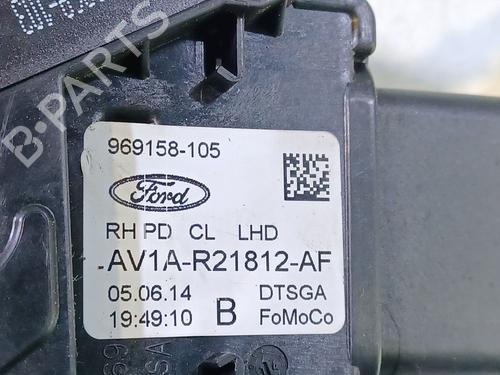 969158-105
Ford
RH PD CL LHD
AV1A-R21812-AF
05.06.14 DTSGA
19:49:10 B FoMoCo
B-PARTS